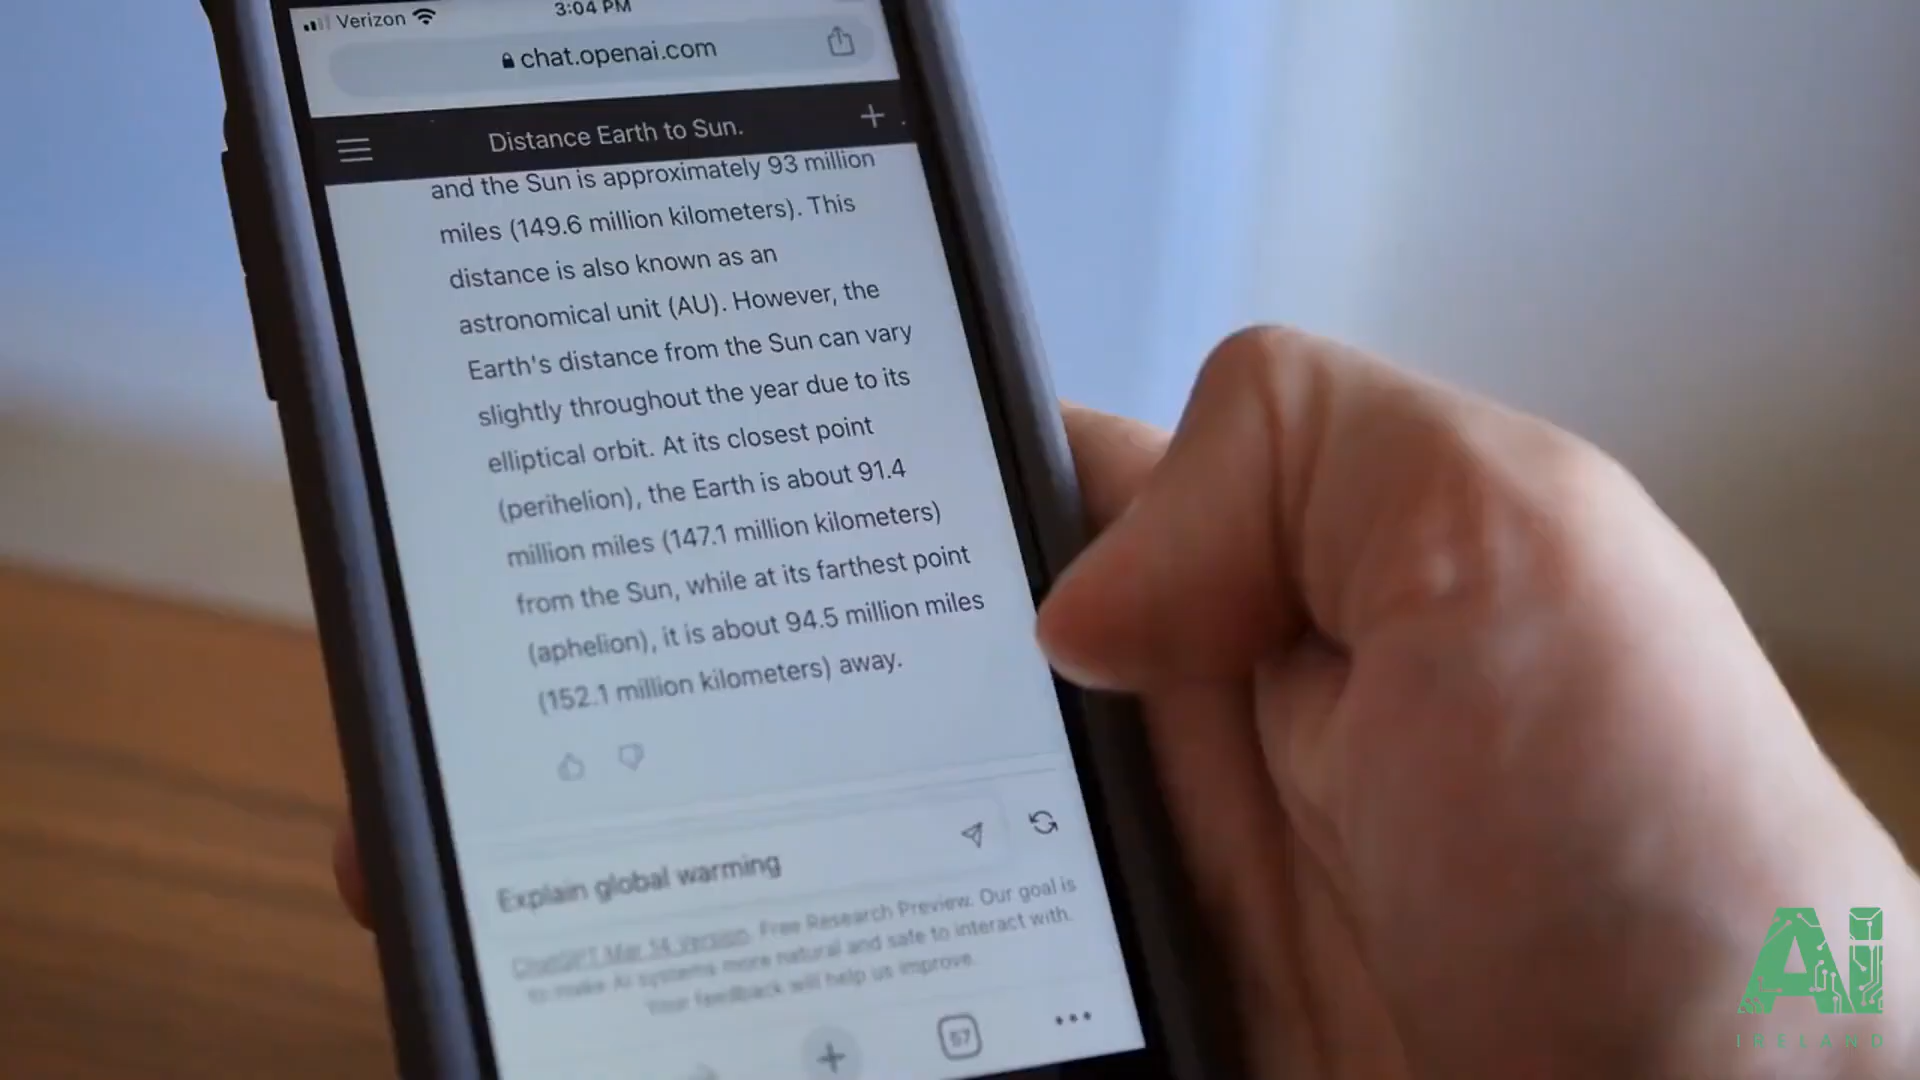 Verizon
3:04 PM
chat.openai.com
Distance Earth to Sun.
and the Sun is approximately 93 million
miles (149.6 million kilometers). This
distance is also known as an
astronomical unit (AU). However, the
Earth's distance from the Sun can vary
slightly throughout the year due to its
elliptical orbit. At its closest point
(perihelion), the Earth is about 91.4
million miles (147.1 million kilometers)
from the Sun, while at its farthest point
(aphelion), it is about 94.5 million miles
(152.1 million kilometers) away.
Explain global warming
ChatGPT Mar 14 Version. Free Research Preview. Our goal is
to make AI systems more natural and safe to interact with.
Your feedback will help us improve.
57
Ai
IRELAND